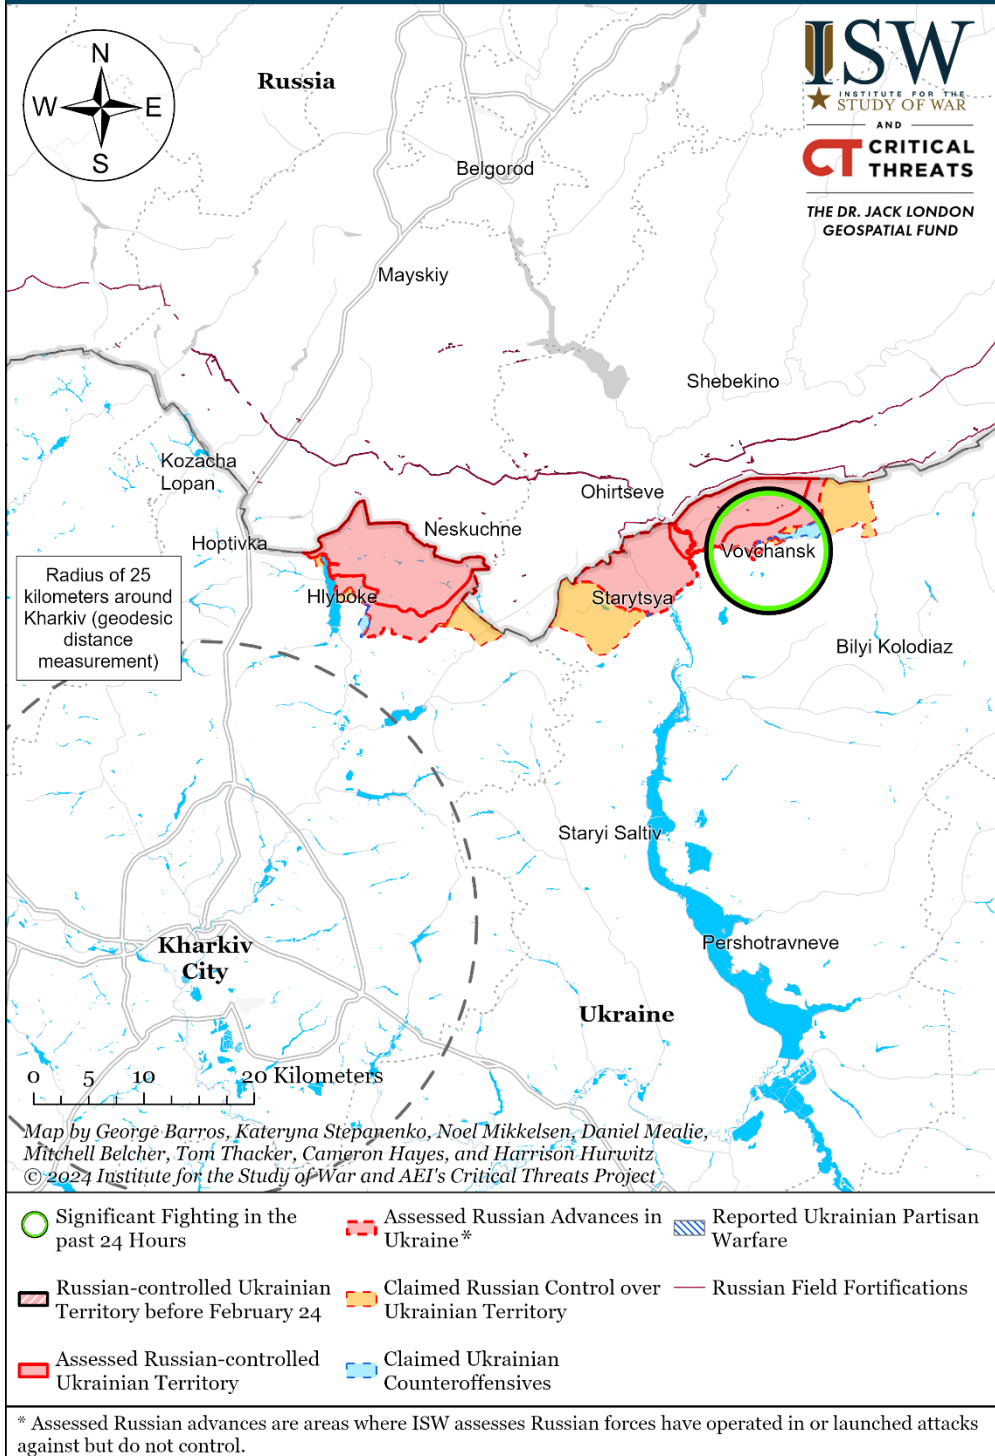 N
W E
S
Russia
ISW
INSTITUTE FOR THE
STUDY OF WAR
AND
CT CRITICAL
THREATS
THE DR. JACK LONDON
GEOSPATIAL FUND
Belgorod
Mayskiy
Shebekino
Kozacha
Lopan
Ohirtseve
Neskuchne
Hoptivka
Vovchansk
Radius of 25
kilometers around
Kharkiv (geodesic
distance
measurement)
Hlyboke
Starytsya
Bilyi Kolodiaz
Staryi Saltiv
Kharkiv
City
Pershotravneve
Ukraine
0 5 10 20 Kilometers
Map by George Barros, Kateryna Stepanenko, Noel Mikkelsen, Daniel Mealie,
Mitchell Belcher, Tom Thacker, Cameron Hayes, and Harrison Hurwitz
© 2024 Institute for the Study of War and AEI's Critical Threats Project
Significant Fighting in the
past 24 Hours
Russian-controlled Ukrainian
Territory before February 24
Assessed Russian-controlled
Ukrainian Territory
Assessed Russian Advances in
Ukraine*
Claimed Russian Control over
Ukrainian Territory
Claimed Ukrainian
Counteroffensives
Reported Ukrainian Partisan
Warfare
Russian Field Fortifications
* Assessed Russian advances are areas where ISW assesses Russian forces have operated in or launched attacks
against but do not control.